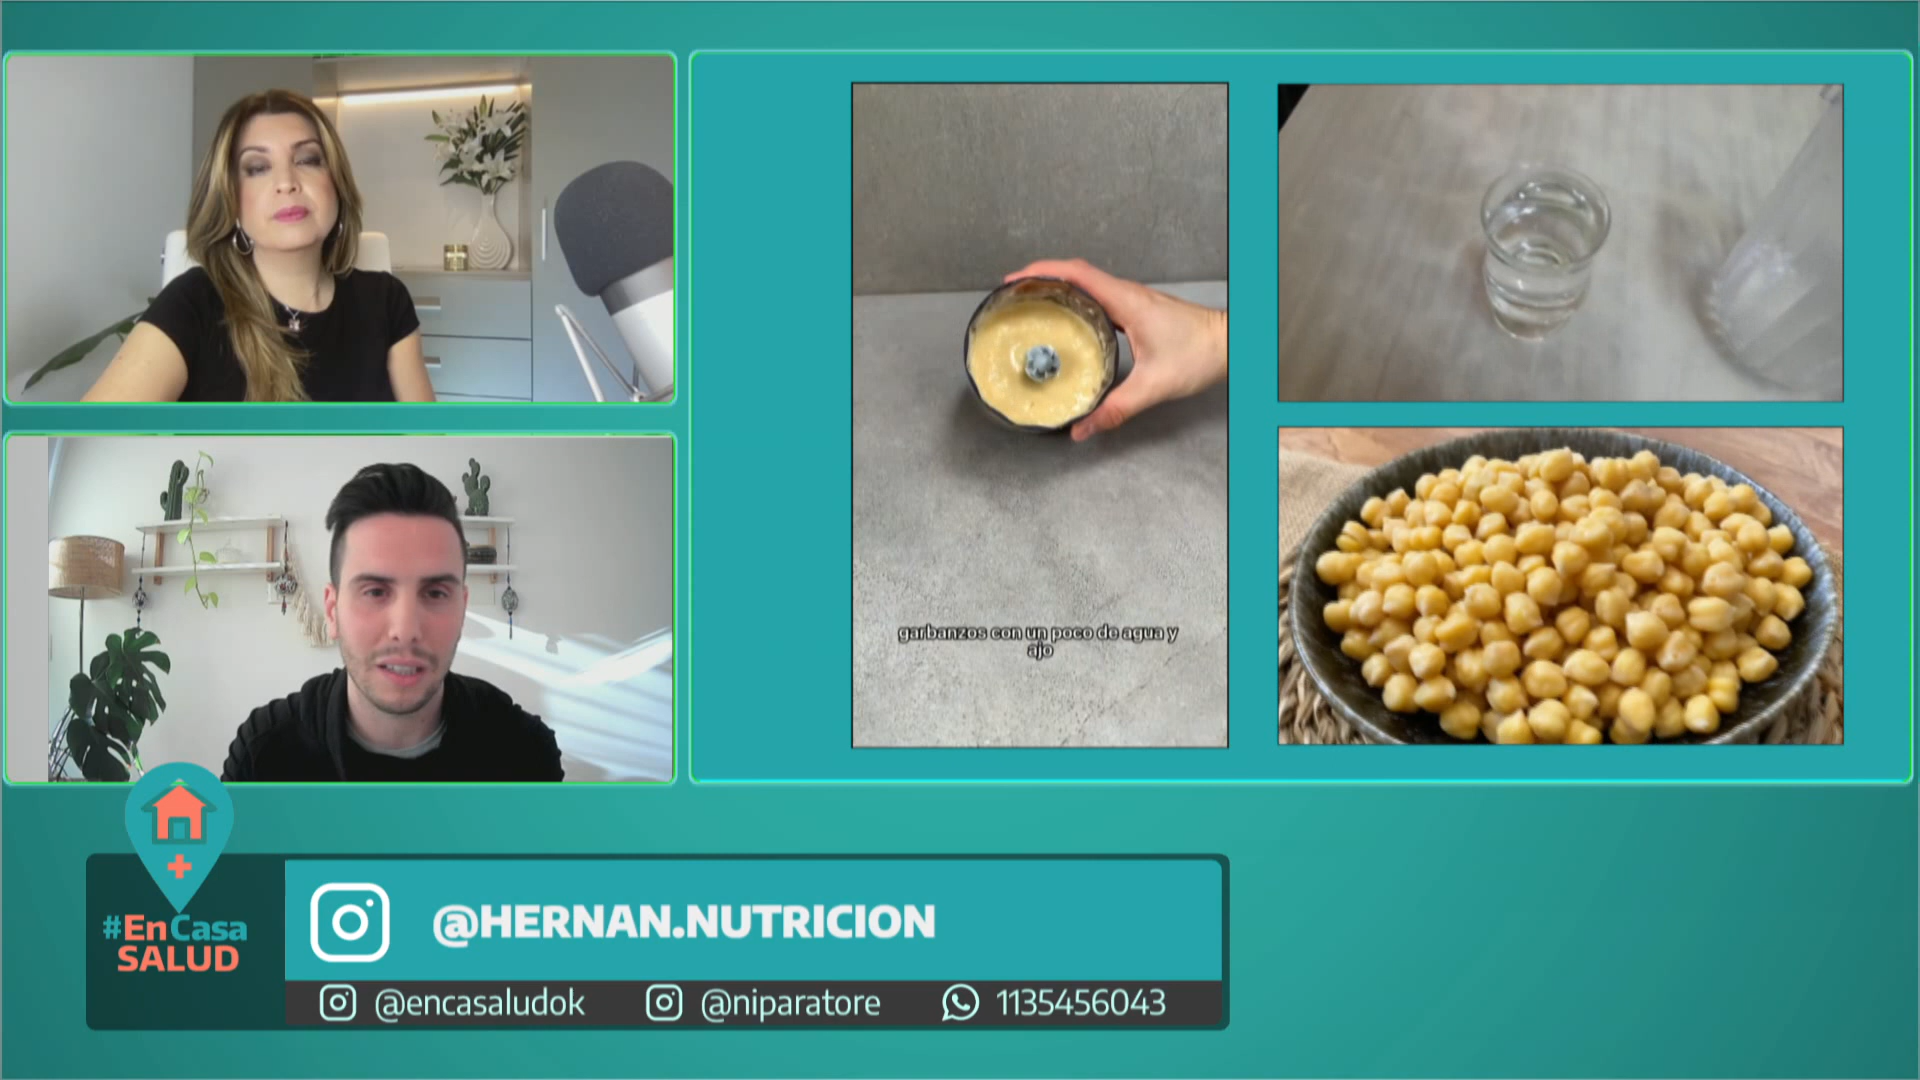 garbanzos con un poco de agua y
ajo
#EnCasa
SALUD
@HERNAN.NUTRICION
@encasaludok @niparatore 1135456043